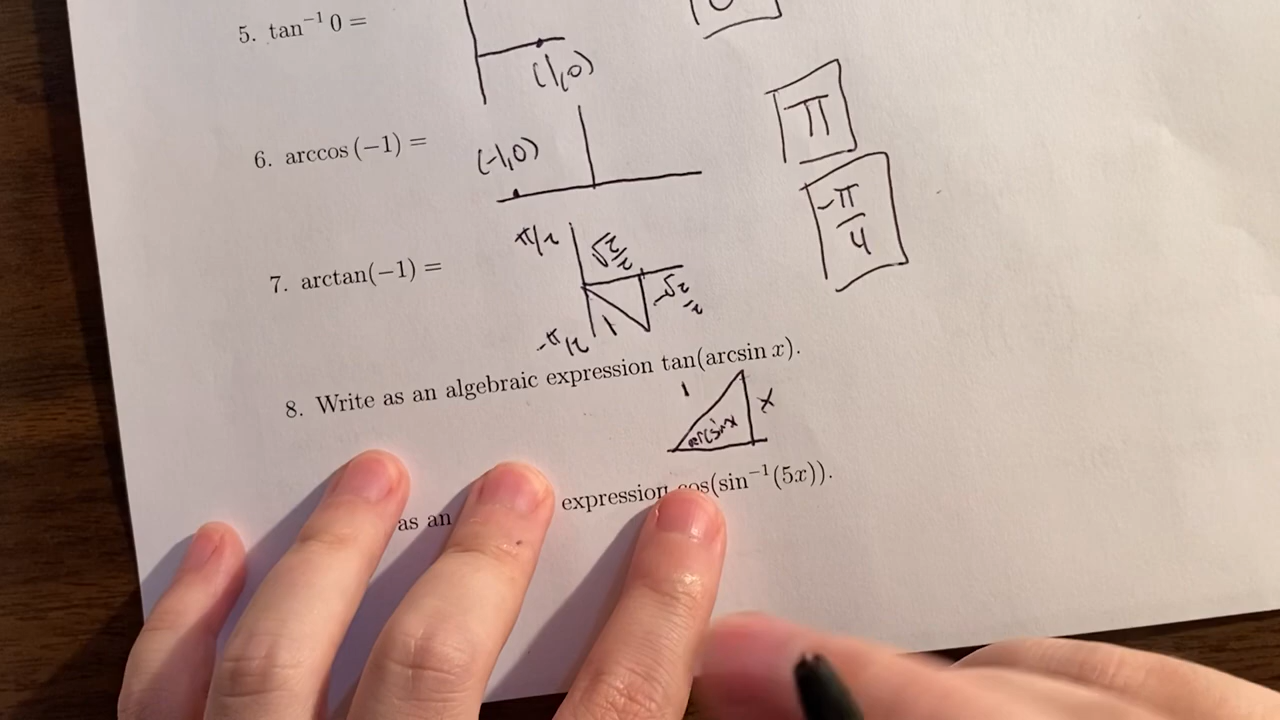 5. tan⁻¹ 0 =
(1,0)
6. arccos (−1) =
(-1,0)
π
7. arctan(−1) =
π/2
√2/2
-√2/2
1
-π/2
-π/4
8. Write as an algebraic expression tan(arcsin x).
1
x
arcsinx
as an expression cos(sin⁻¹(5x)).